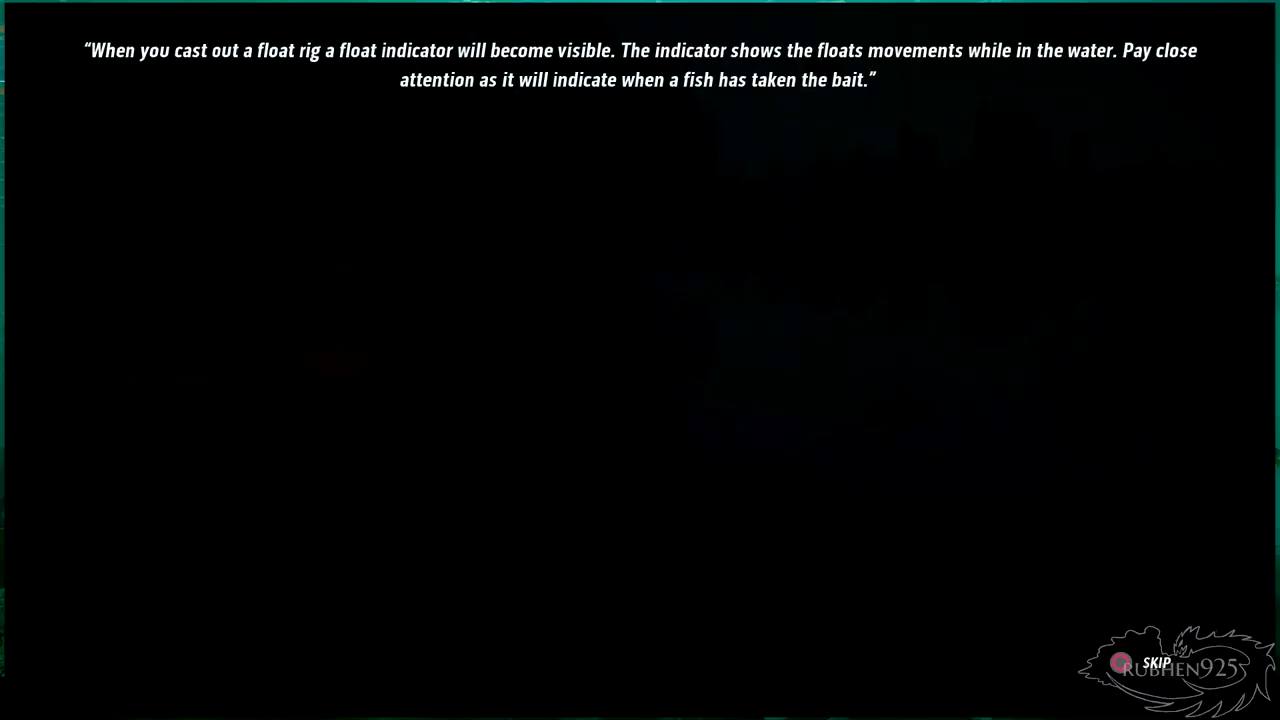 “When you cast out a float rig a float indicator will become visible. The indicator shows the floats movements while in the water. Pay close
attention as it will indicate when a fish has taken the bait.”
SKIP
RUBHEN925